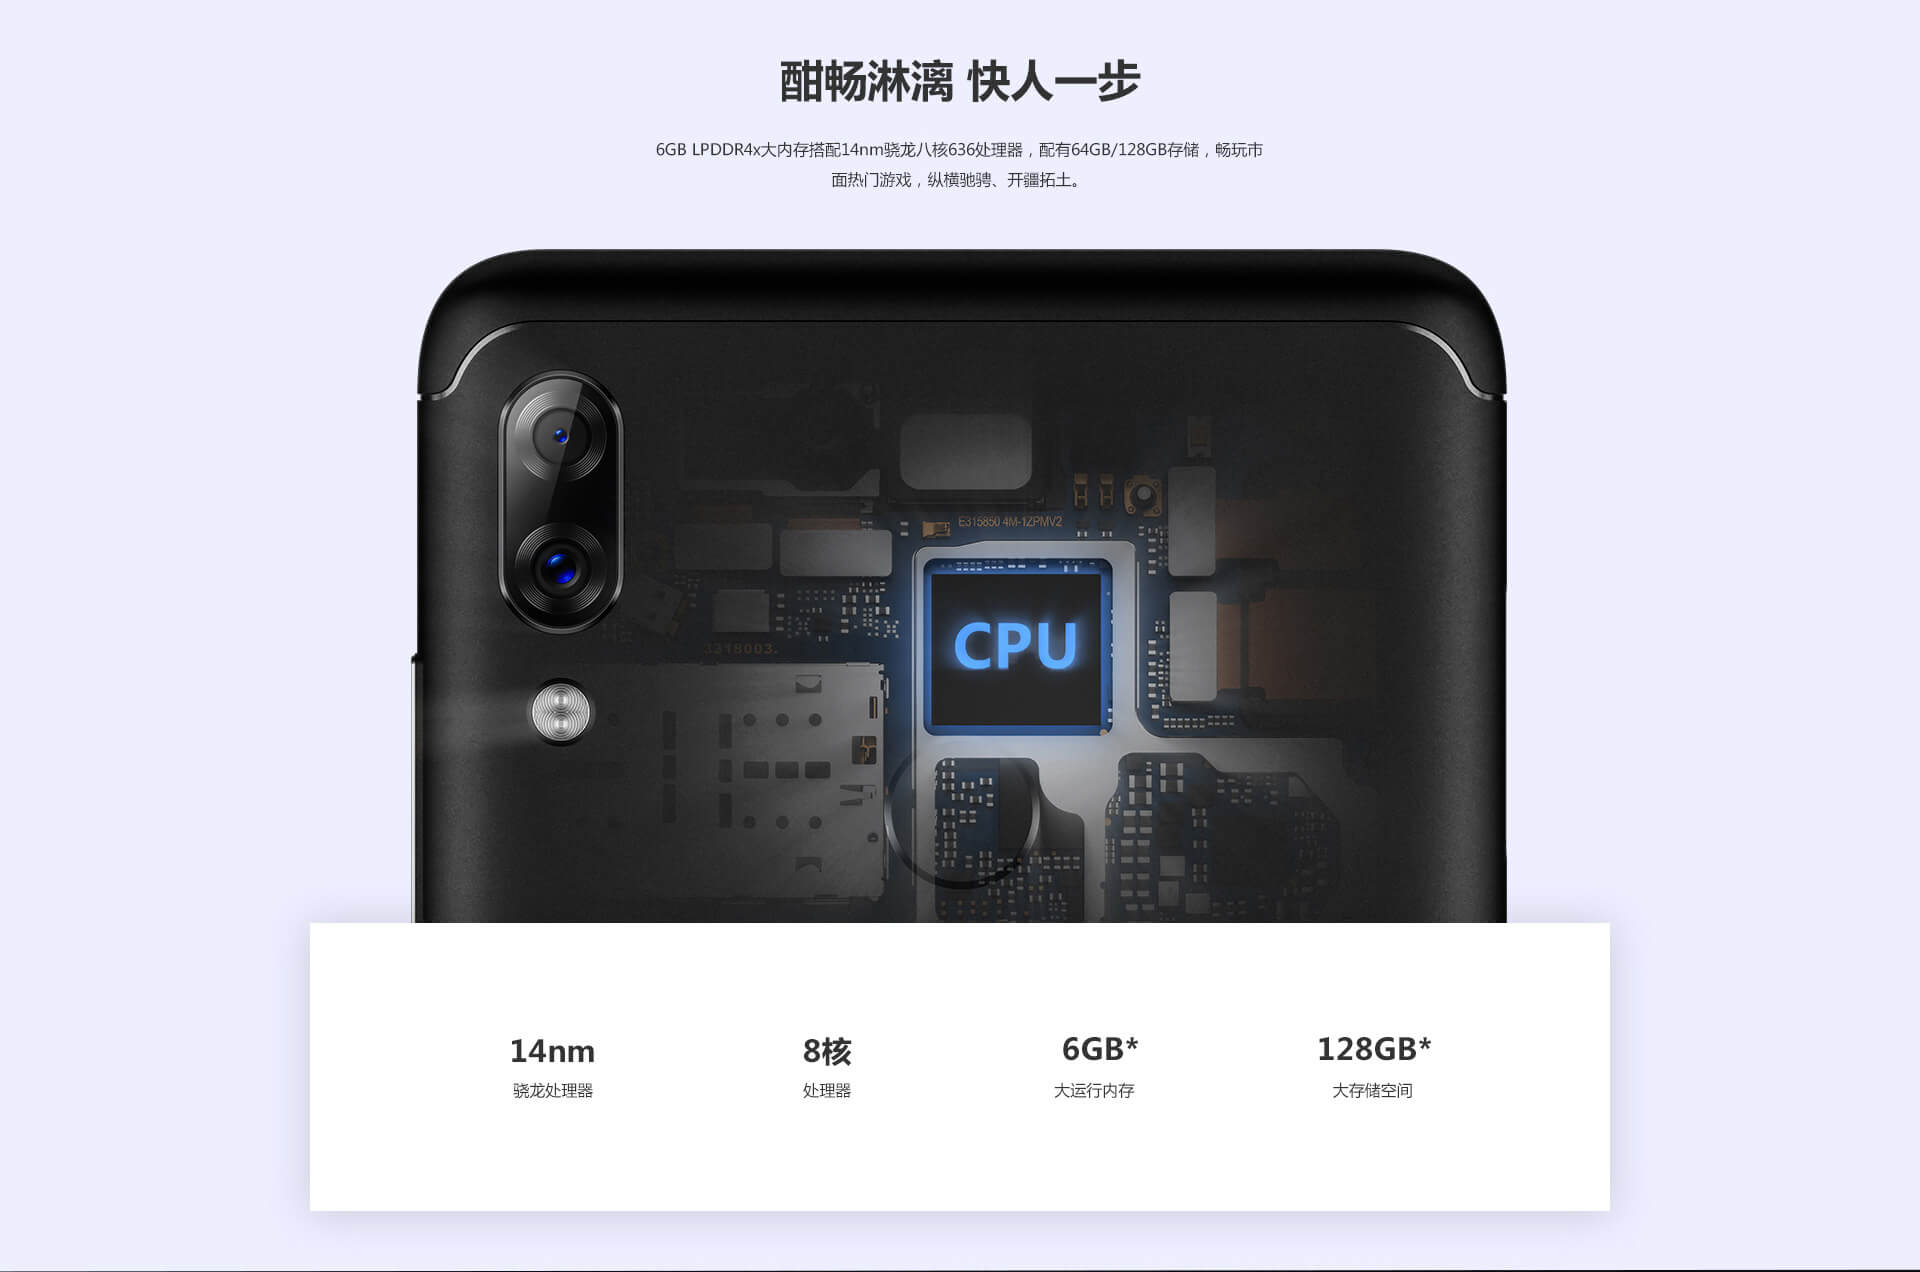 酣畅淋漓 快人一步
6GB LPDDR4x大内存搭配14nm骁龙八核636处理器，配有64GB/128GB存储，畅玩市
面热门游戏，纵横驰骋、开疆拓土。
E315850 4M-1ZPMV2
CPU
3218003.
14nm
骁龙处理器
8核
处理器
6GB*
大运行内存
128GB*
大存储空间